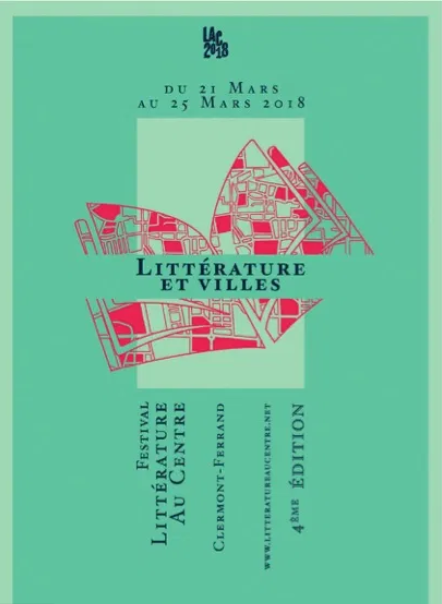 LAC
2018
DU 21 MARS
AU 25 MARS 2018
LITTÉRATURE
ET VILLES
FESTIVAL
LITTÉRATURE
AU CENTRE
CLERMONT-FERRAND
WWW.LITTERATUREAUCENTRE.NET
4ÈME ÉDITION